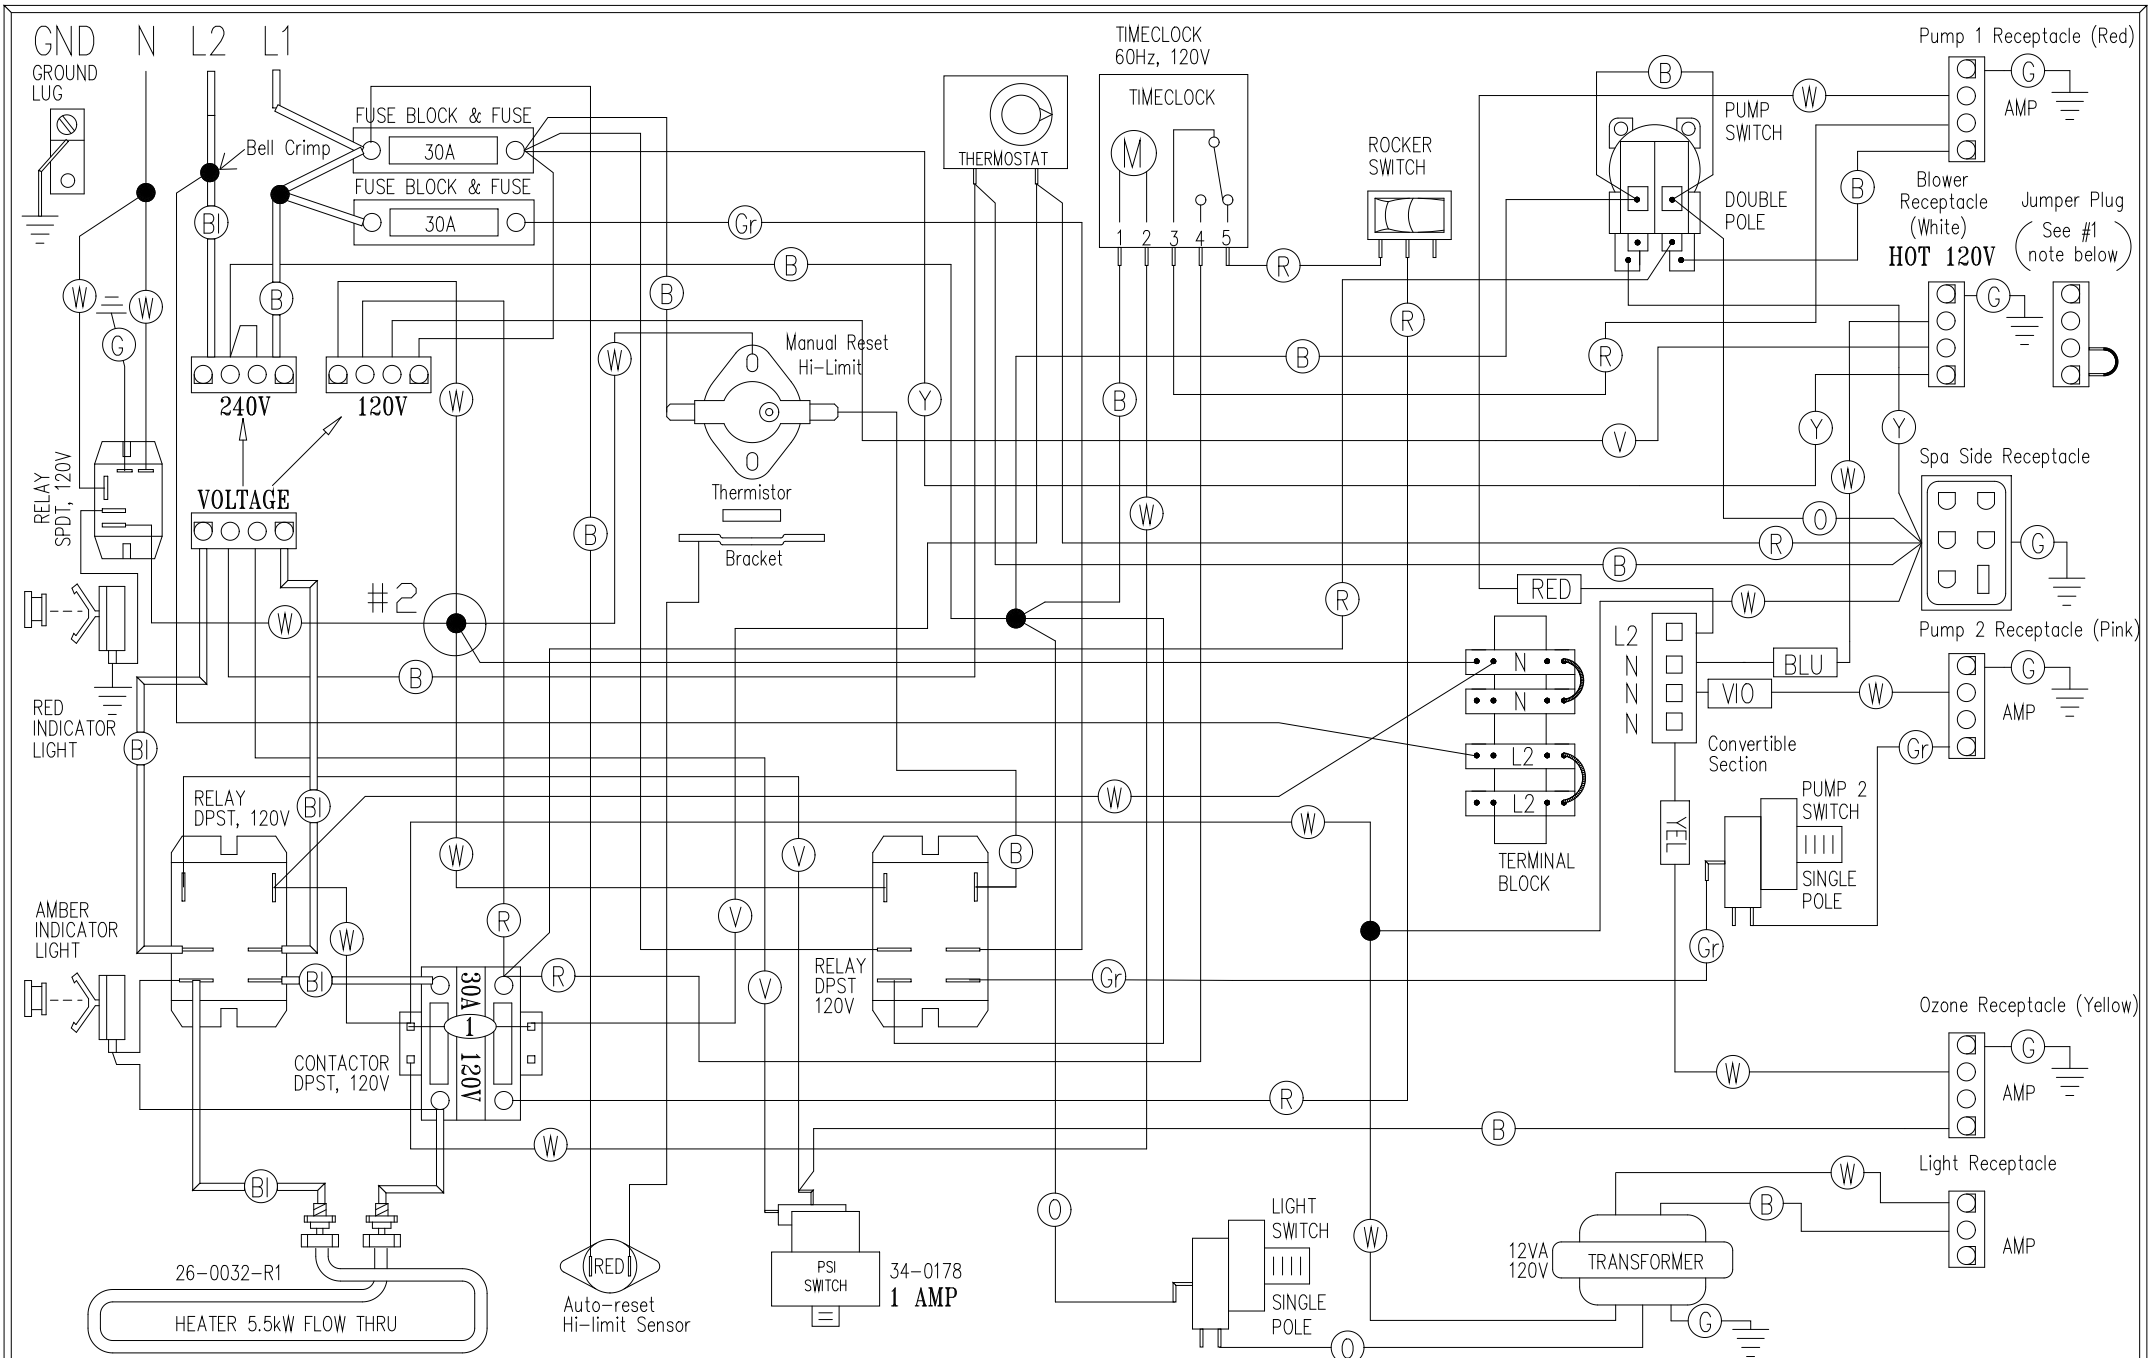 GND N L2 L1
GROUND
LUG
Bell Crimp
FUSE BLOCK & FUSE
30A
FUSE BLOCK & FUSE
30A
Bl
Gr
B
B
W
W
G
B
240V
120V
VOLTAGE
RELAY
SPDT, 120V
W
W
Manual Reset
Hi-Limit
Thermistor
Bracket
B
#2
W
B
RED
INDICATOR
LIGHT
Bl
Bl
THERMOSTAT
TIMECLOCK
60Hz, 120V
TIMECLOCK
M
1 2 3 4 5
ROCKER
SWITCH
R
R
B
B
R
Y
V
W
PUMP
SWITCH
DOUBLE
POLE
B
W
Pump 1 Receptacle (Red)
G
AMP
B
Blower
Receptacle
(White)
HOT 120V
G
Jumper Plug
( See #1
note below )
Y
Y
W
Spa Side Receptacle
O
R
B
G
R
RED
W
L2
N
N
N
BLU
VIO
W
Convertible
Section
Pump 2 Receptacle (Pink)
G
AMP
Gr
N
N
L2
L2
TERMINAL
BLOCK
YEL
PUMP 2
SWITCH
SINGLE
POLE
Gr
RELAY
DPST, 120V
W
W
W
V
B
AMBER
INDICATOR
LIGHT
W
R
V
V
R
Bl
30A
1
120V
CONTACTOR
DPST, 120V
RELAY
DPST
120V
Gr
R
W
Ozone Receptacle (Yellow)
G
AMP
W
B
Light Receptacle
W
B
AMP
Bl
26-0032-R1
HEATER 5.5kW FLOW THRU
RED
Auto-reset
Hi-limit Sensor
PSI
SWITCH
34-0178
1 AMP
O
LIGHT
SWITCH
SINGLE
POLE
W
O
12VA
120V
TRANSFORMER
G